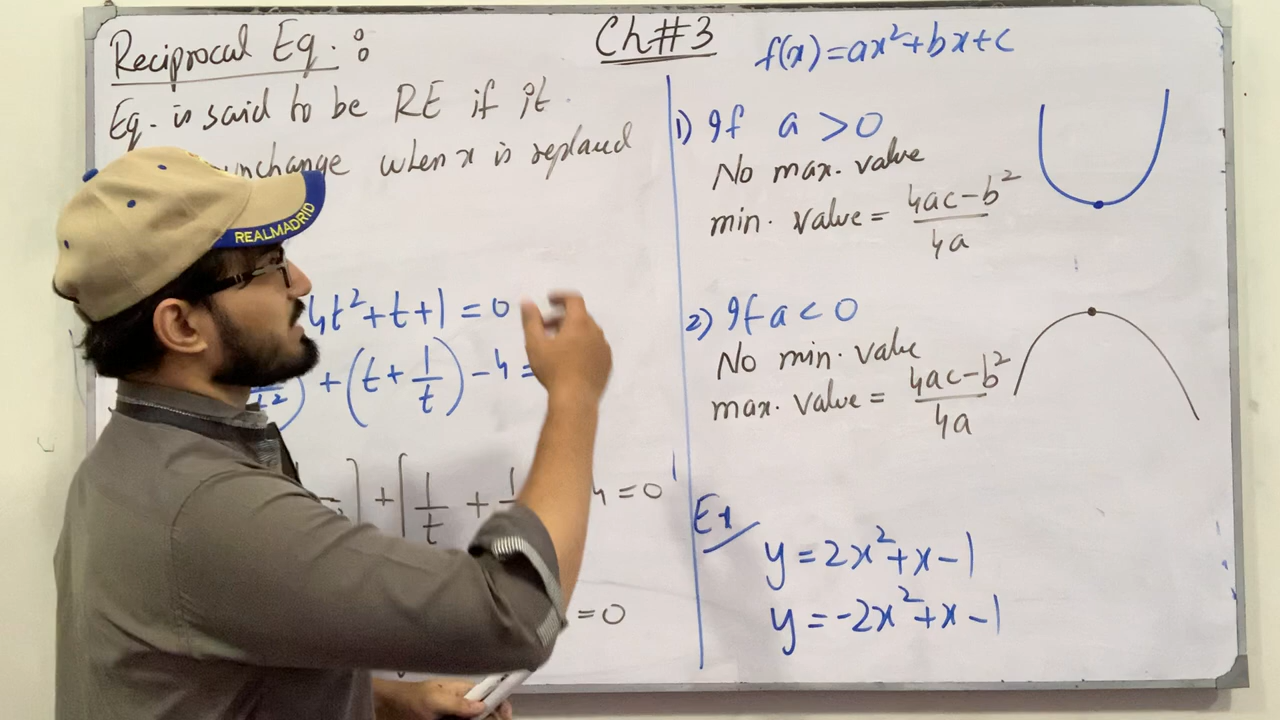 Reciprocal Eq. :
Eq. is said to be RE if it
unchange when x is replaced
4t²+t+1=0
+(t+1/t)-4=
]+[1/t+
=0
=0
REALMADRID
Ch#3
f(x)=ax²+bx+c
1) If a>0
No max. value
min. value = 4ac-b²/4a
2) If a<0
No min. value
max. value = 4ac-b²/4a
Ex
y=2x²+x-1
y=-2x²+x-1